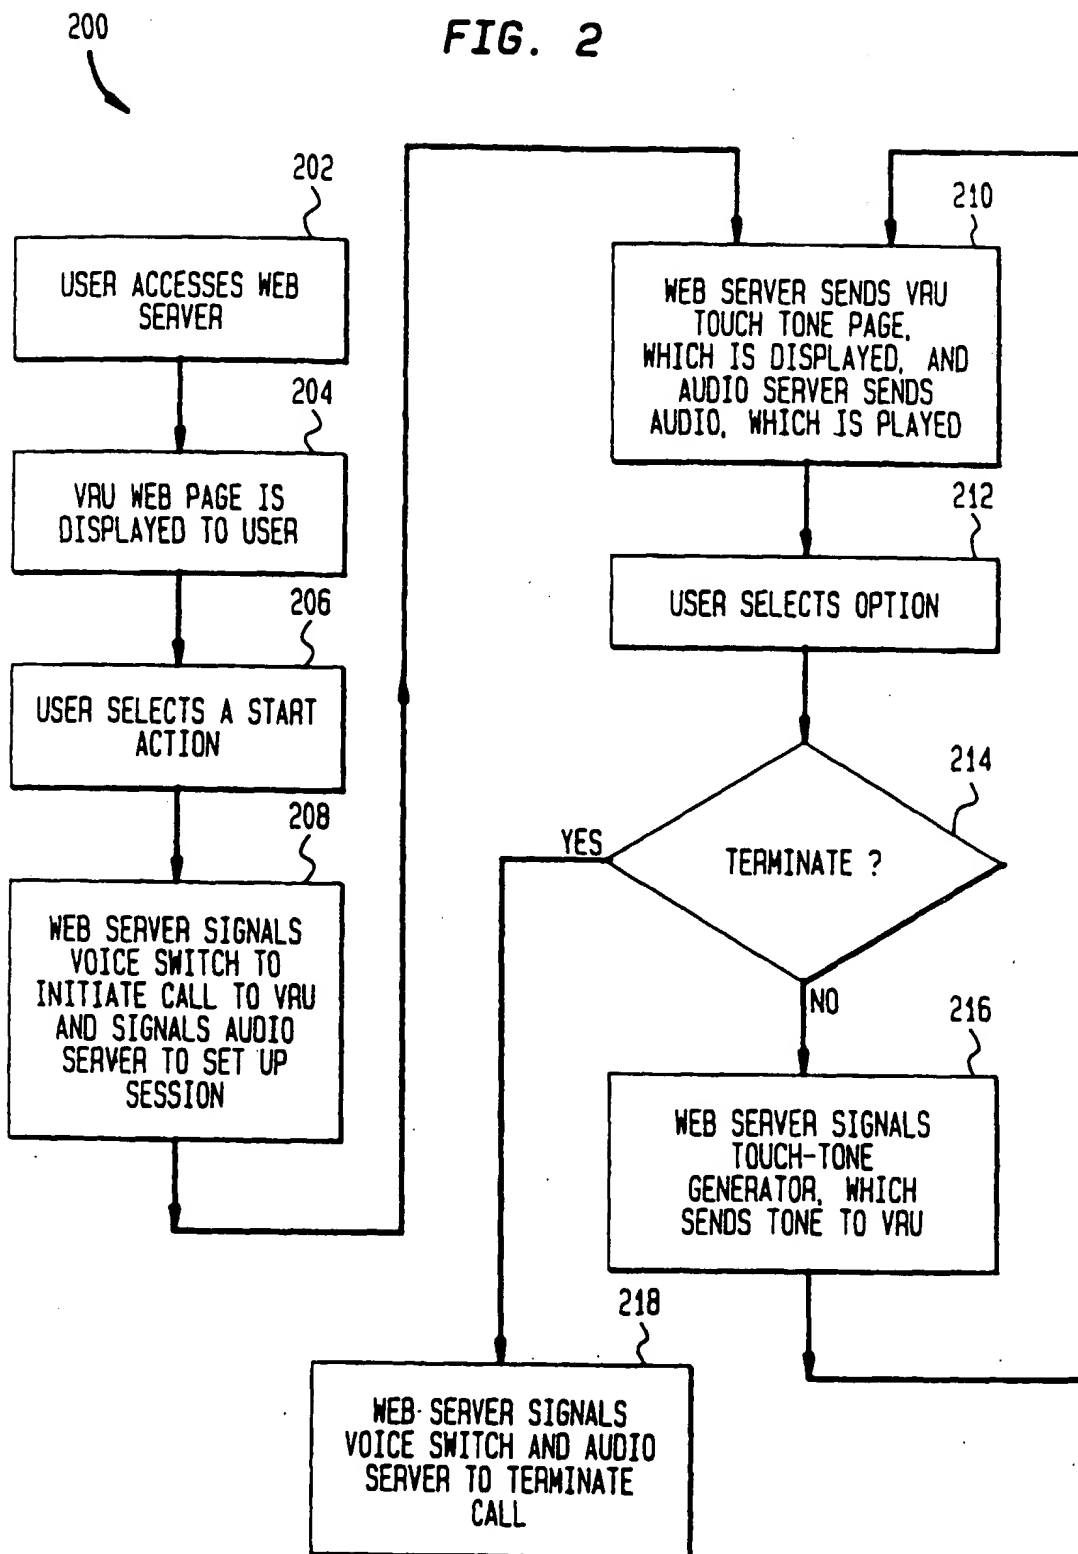 200
FIG. 2
202
USER ACCESSES WEB
SERVER
204
VRU WEB PAGE IS
DISPLAYED TO USER
206
USER SELECTS A START
ACTION
208
WEB SERVER SIGNALS
VOICE SWITCH TO
INITIATE CALL TO VRU
AND SIGNALS AUDIO
SERVER TO SET UP
SESSION
210
WEB SERVER SENDS VRU
TOUCH TONE PAGE,
WHICH IS DISPLAYED, AND
AUDIO SERVER SENDS
AUDIO, WHICH IS PLAYED
212
USER SELECTS OPTION
214
TERMINATE ?
YES
NO
216
WEB SERVER SIGNALS
TOUCH-TONE
GENERATOR, WHICH
SENDS TONE TO VRU
218
WEB SERVER SIGNALS
VOICE SWITCH AND AUDIO
SERVER TO TERMINATE
CALL